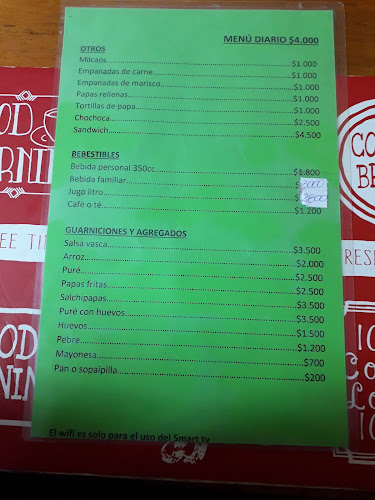 MENÚ DIARIO $4.000
OTROS
Milcaos $1.000
Empanadas de carne $1.000
Empanadas de marisco $1.000
Papas rellenas $1.000
Tortillas de papa $1.000
Chochoca $2.500
Sandwich $4.500
BEBESTIBLES
Bebida personal 350cc $1.800
Bebida familiar $3000
Jugo litro
Café o té $1.200
GUARNICIONES Y AGREGADOS
Salsa vasca $3.500
Arroz $2.000
Puré $2.500
Papas fritas $2.500
Salchipapas $3.500
Puré con huevos $3.500
Huevos $1.500
Pebre $1.200
Mayonesa $700
Pan o sopaipilla $200
El wifi es solo para el uso del Smart tv